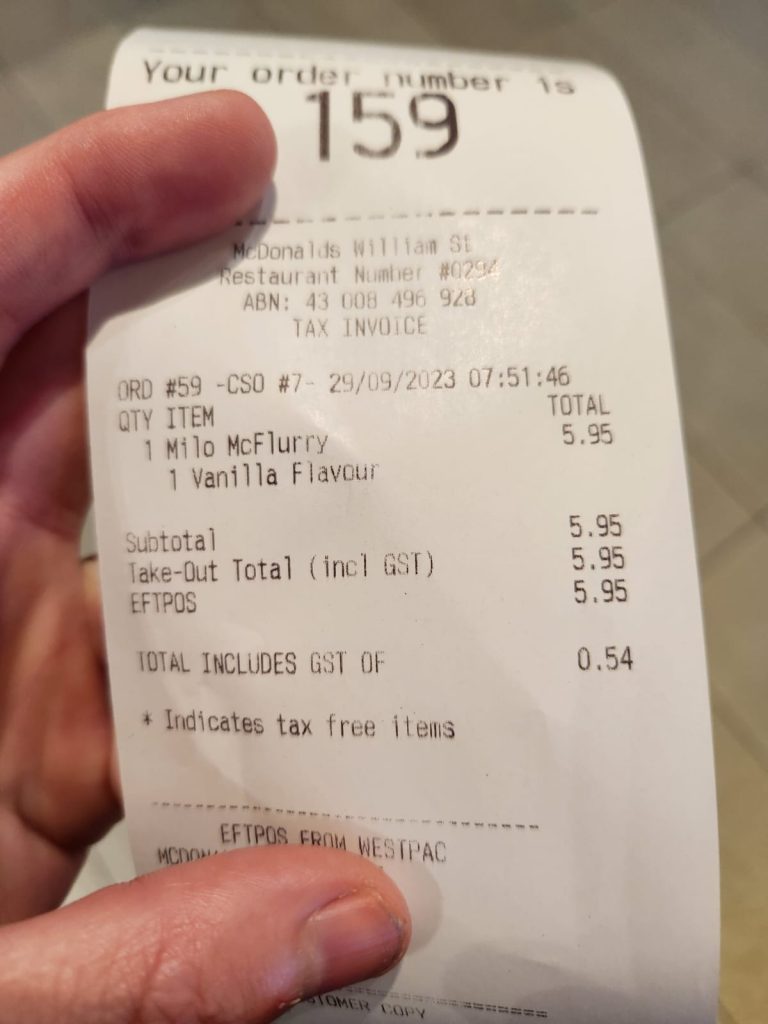 Your order number is
159
McDonalds William St
Restaurant Number #0294
ABN: 43 008 496 928
TAX INVOICE
ORD #59 -CSO #7- 29/09/2023 07:51:46
QTY ITEM TOTAL
1 Milo McFlurry 5.95
1 Vanilla Flavour
Subtotal 5.95
Take-Out Total (incl GST) 5.95
EFTPOS 5.95
TOTAL INCLUDES GST OF 0.54
* Indicates tax free items
EFTPOS FROM WESTPAC
COPY